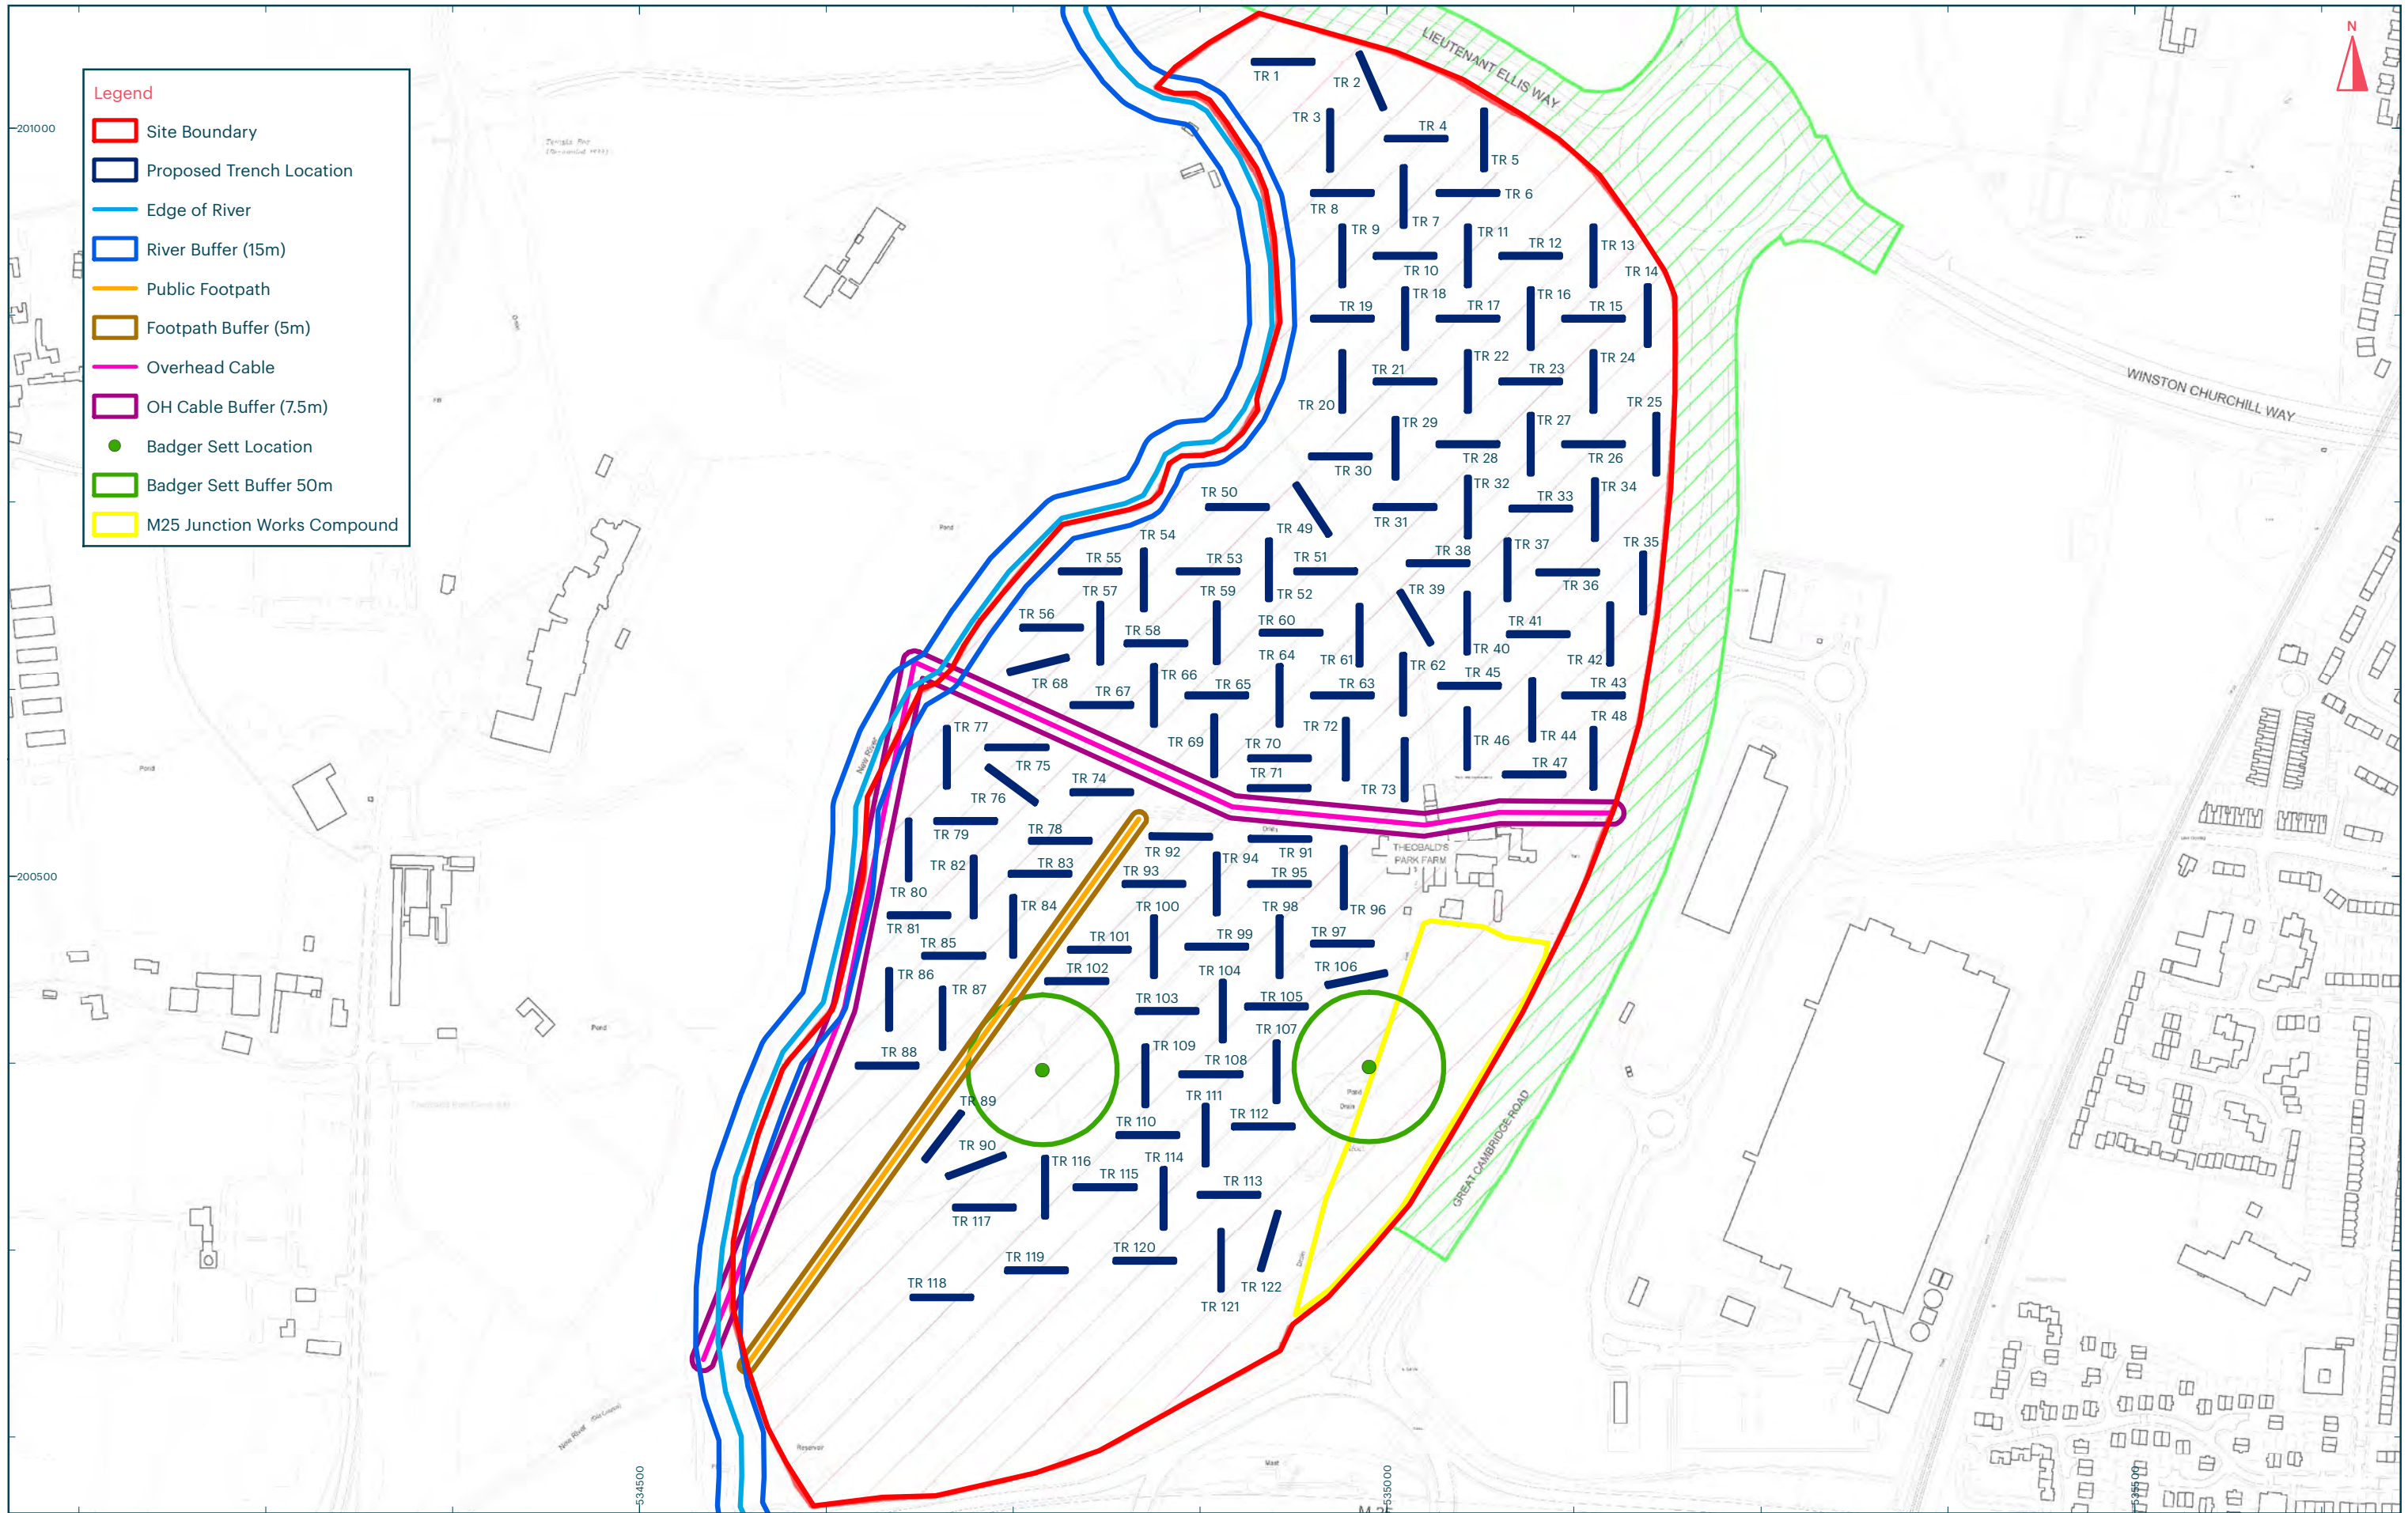 Legend
Site Boundary
Proposed Trench Location
Edge of River
River Buffer (15m)
Public Footpath
Footpath Buffer (5m)
Overhead Cable
OH Cable Buffer (7.5m)
Badger Sett Location
Badger Sett Buffer 50m
M25 Junction Works Compound
N
201000
200500
534500
535000
535500
LIEUTENANT ELLIS WAY
WINSTON CHURCHILL WAY
GREAT CAMBRIDGE ROAD
THEOBALD'S
PARK FARM
New River
New River
Pond
Pond
Pond
Pond
Drain
Drain
Drain
Reservoir
Mast
TR 1
TR 2
TR 3
TR 4
TR 5
TR 6
TR 7
TR 8
TR 9
TR 10
TR 11
TR 12
TR 13
TR 14
TR 15
TR 16
TR 17
TR 18
TR 19
TR 20
TR 21
TR 22
TR 23
TR 24
TR 25
TR 26
TR 27
TR 28
TR 29
TR 30
TR 31
TR 32
TR 33
TR 34
TR 35
TR 36
TR 37
TR 38
TR 39
TR 40
TR 41
TR 42
TR 43
TR 44
TR 45
TR 46
TR 47
TR 48
TR 49
TR 50
TR 51
TR 52
TR 53
TR 54
TR 55
TR 56
TR 57
TR 58
TR 59
TR 60
TR 61
TR 62
TR 63
TR 64
TR 65
TR 66
TR 67
TR 68
TR 69
TR 70
TR 71
TR 72
TR 73
TR 74
TR 75
TR 76
TR 77
TR 78
TR 79
TR 80
TR 81
TR 82
TR 83
TR 84
TR 85
TR 86
TR 87
TR 88
TR 89
TR 90
TR 91
TR 92
TR 93
TR 94
TR 95
TR 96
TR 97
TR 98
TR 99
TR 100
TR 101
TR 102
TR 103
TR 104
TR 105
TR 106
TR 107
TR 108
TR 109
TR 110
TR 111
TR 112
TR 113
TR 114
TR 115
TR 116
TR 117
TR 118
TR 119
TR 120
TR 121
TR 122